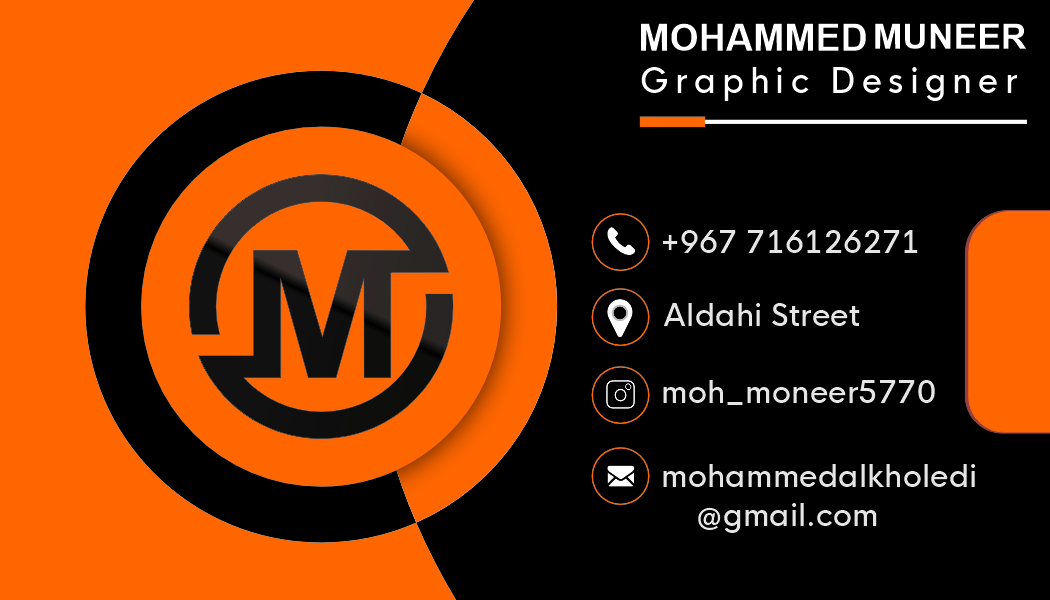 MOHAMMED MUNEER
Graphic Designer
M
+967 716126271
Aldahi Street
moh_moneer5770
mohammedalkholedi
@gmail.com